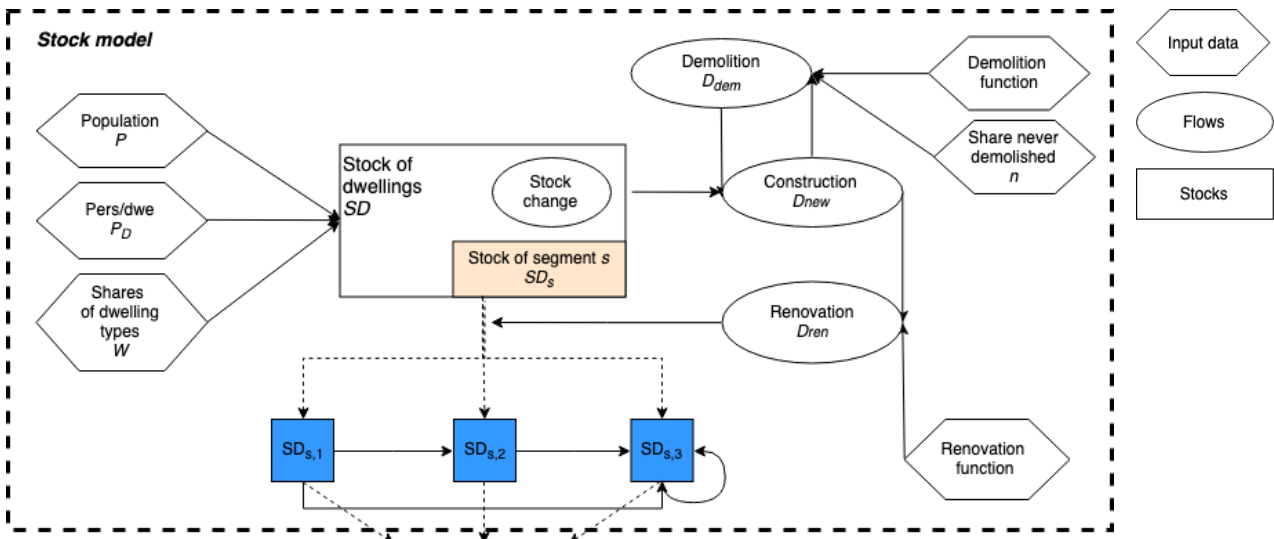 Stock model
Population
P
Pers/dwe
P_D
Shares
of dwelling
types
W
Stock of
dwellings
SD
Stock
change
Stock of segment s
SD_s
Demolition
D_dem
Construction
D_new
Renovation
D_ren
Demolition
function
Share never
demolished
n
Renovation
function
SD_s,1
SD_s,2
SD_s,3
Input data
Flows
Stocks